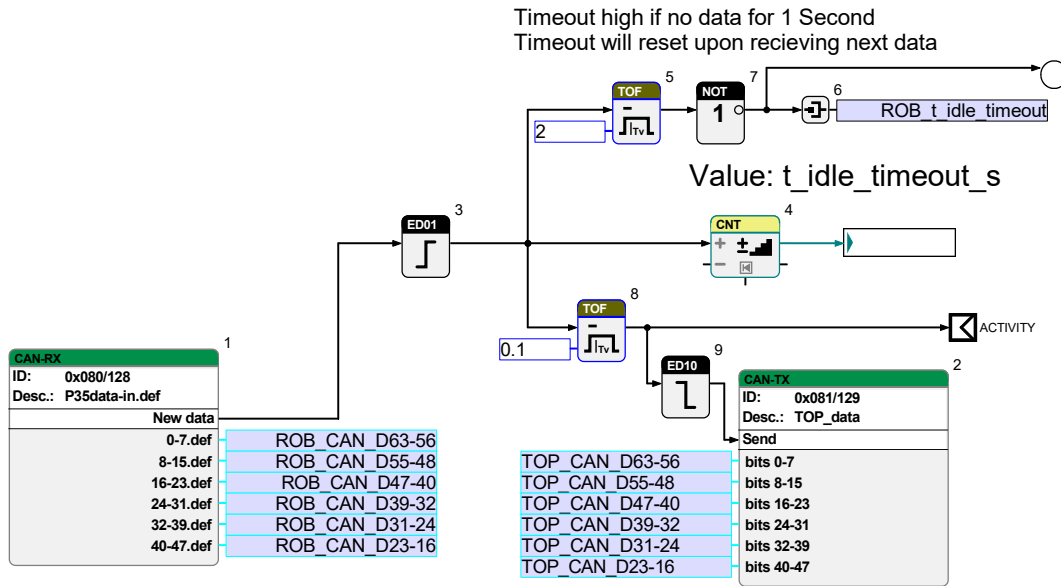 Timeout high if no data for 1 Second
Timeout will reset upon recieving next data
TOF
5
Tv
2
NOT
7
1
6
ROB_t_idle_timeout
Value: t_idle_timeout_s
ED01
3
CNT
4
+
±
-
TOF
8
Tv
0.1
ACTIVITY
ED10
9
CAN-RX
1
ID: 0x080/128
Desc.: P35data-in.def
New data
0-7.def ROB_CAN_D63-56
8-15.def ROB_CAN_D55-48
16-23.def ROB_CAN_D47-40
24-31.def ROB_CAN_D39-32
32-39.def ROB_CAN_D31-24
40-47.def ROB_CAN_D23-16
CAN-TX
2
ID: 0x081/129
Desc.: TOP_data
Send
TOP_CAN_D63-56 bits 0-7
TOP_CAN_D55-48 bits 8-15
TOP_CAN_D47-40 bits 16-23
TOP_CAN_D39-32 bits 24-31
TOP_CAN_D31-24 bits 32-39
TOP_CAN_D23-16 bits 40-47